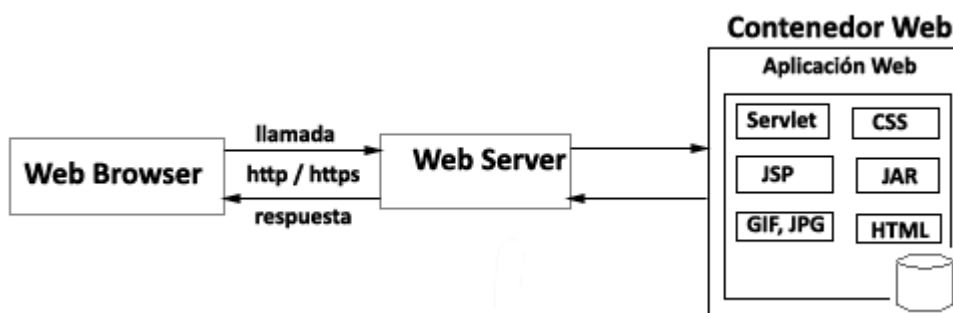 Contenedor Web
Aplicación Web
Servlet
CSS
llamada
Web Browser
http / https
Web Server
JSP
JAR
respuesta
GIF, JPG
HTML